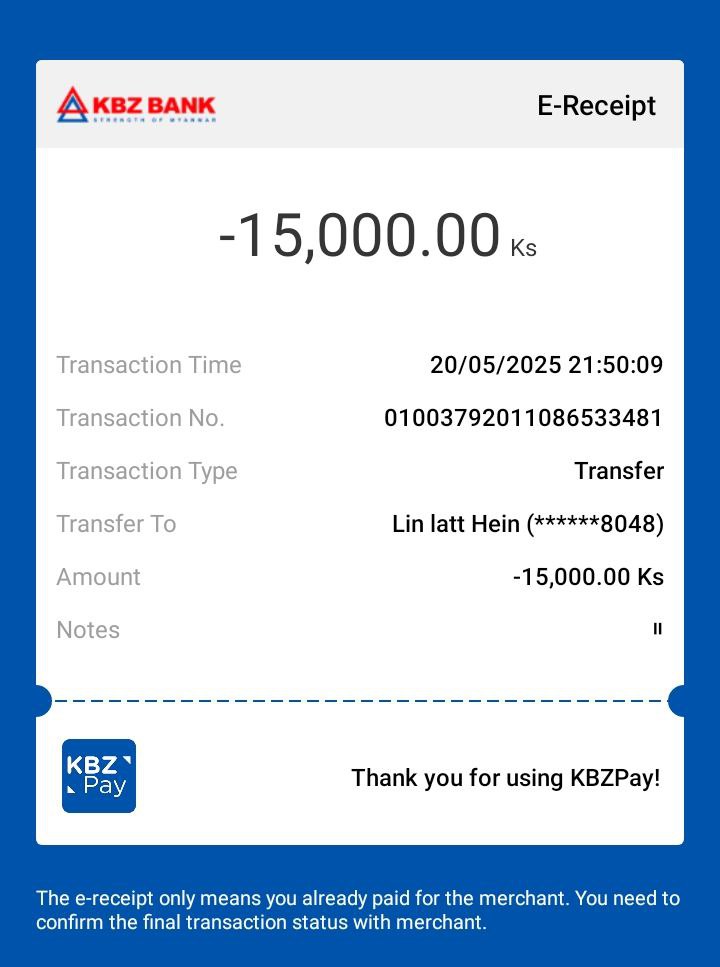 KBZ BANK
STRENGTH OF MYANMAR
E-Receipt
-15,000.00 Ks
Transaction Time 20/05/2025 21:50:09
Transaction No. 01003792011086533481
Transaction Type Transfer
Transfer To Lin latt Hein (******8048)
Amount -15,000.00 Ks
Notes။
KBZ
Pay
Thank you for using KBZPay!
The e-receipt only means you already paid for the merchant. You need to
confirm the final transaction status with merchant.